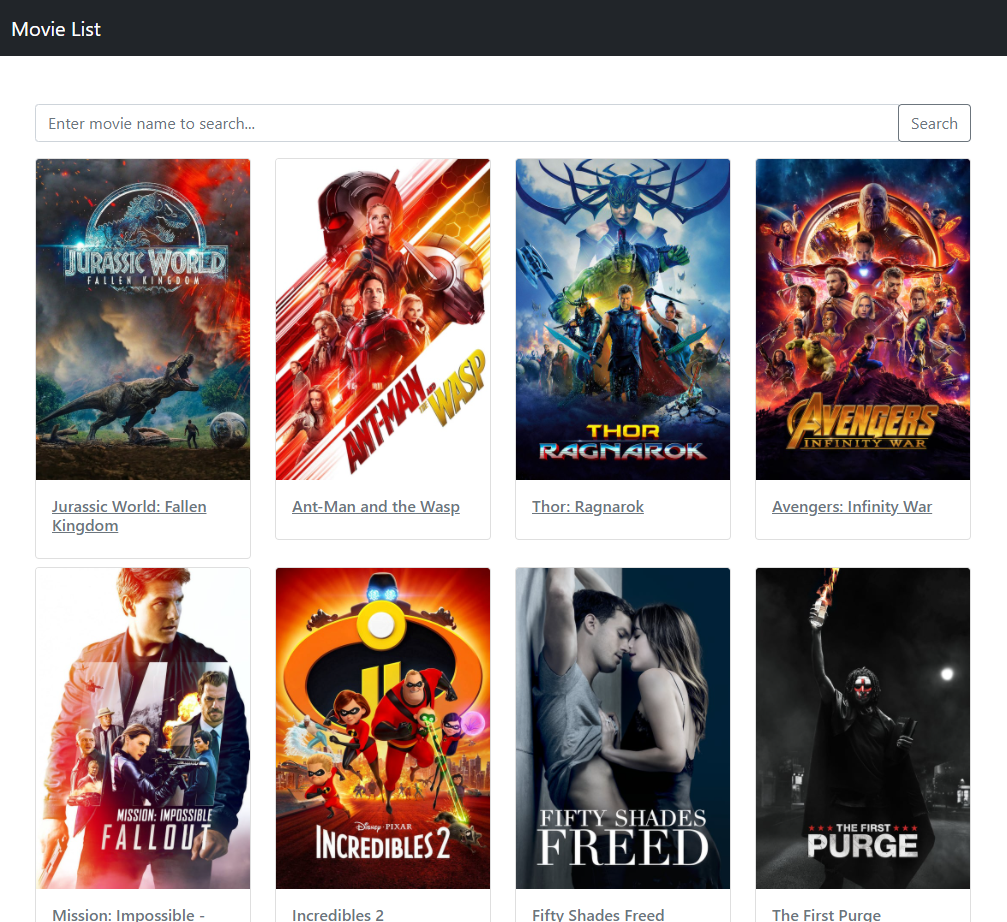 Movie List
Enter movie name to search...
Search
JURASSIC WORLD
FALLEN KINGDOM
ANT-MAN
AND THE
WASP
THOR
RAGNAROK
AVENGERS
INFINITY WAR
Jurassic World: Fallen
Kingdom
Ant-Man and the Wasp
Thor: Ragnarok
Avengers: Infinity War
MISSION: IMPOSSIBLE
FALLOUT
Disney·PIXAR
INCREDIBLES 2
FIFTY SHADES
FREED
THE FIRST
PURGE
Mission: Impossible -
Incredibles 2
Fifty Shades Freed
The First Purge